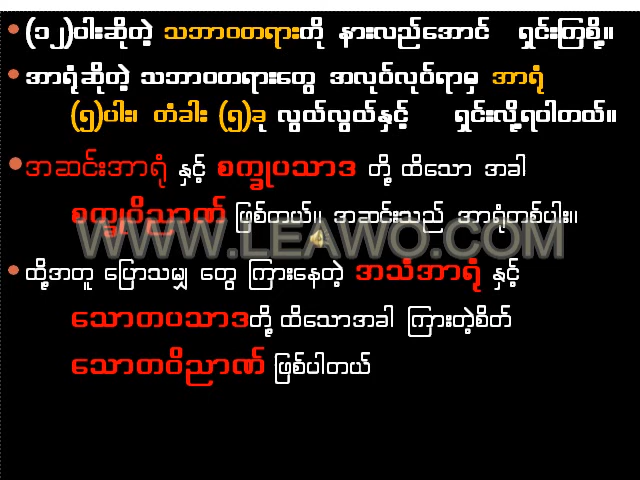 (၁၂)ပါးဆိုတဲ့ သဘာဝတရားတို့ နားလည်အောင် ရှင်းကြစို့။
အာရုံဆိုတဲ့ သဘာဝတရားတွေ အလုပ်လုပ်ရာမှ အာရုံ
(၅)ပါး၊ တံခါး (၅)ခု လွယ်လွယ်နှင့် ရှင်းလို့ရပါတယ်။
အဆင်းအာရုံ နှင့် စက္ခုပသာဒ တို့ ထိသော အခါ
စက္ခုဝိညာဏ် ဖြစ်တယ်။ အဆင်းသည် အာရုံတစ်ပါး။
WWW.LEAWO.COM
ထို့အတူ ပြောသမျှ တွေ ကြားနေတဲ့ အသံအာရုံ နှင့်
သောတပသာဒတို့ ထိသောအခါ ကြားတဲ့စိတ်
သောတဝိညာဏ် ဖြစ်ပါတယ်